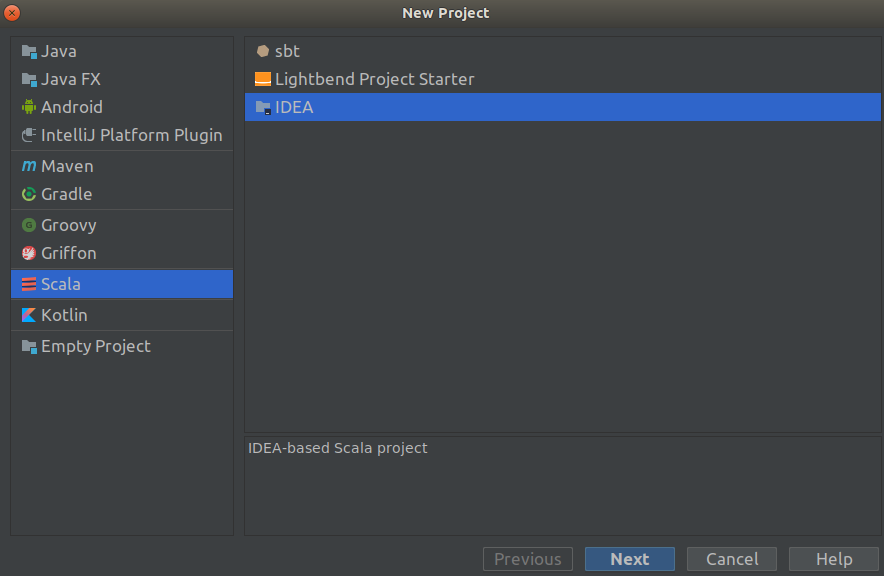 New Project
Java
Java FX
Android
IntelliJ Platform Plugin
Maven
Gradle
Groovy
Griffon
Scala
Kotlin
Empty Project
sbt
Lightbend Project Starter
IDEA
IDEA-based Scala project
Previous
Next
Cancel
Help